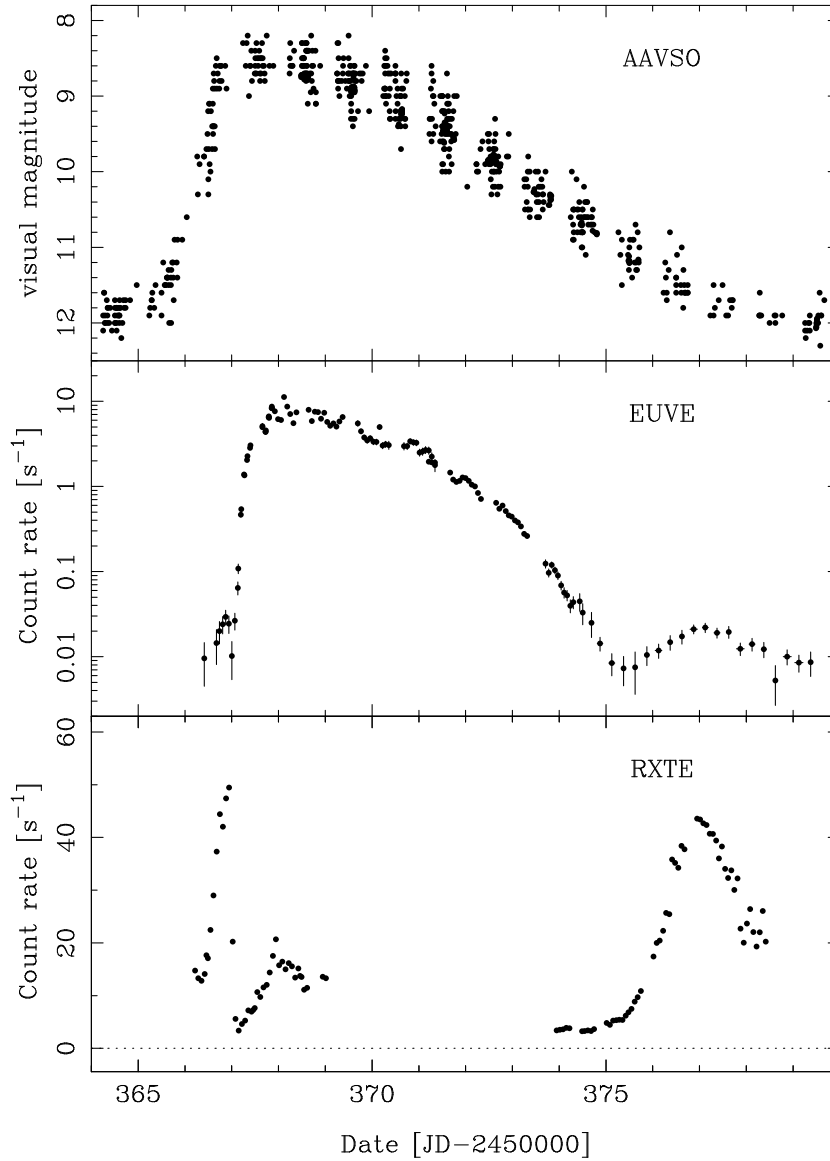 AAVSO
visual magnitude
8
9
10
11
12
EUVE
Count rate [s⁻¹]
10
1
0.1
0.01
RXTE
Count rate [s⁻¹]
60
40
20
0
365
370
375
Date [JD−2450000]